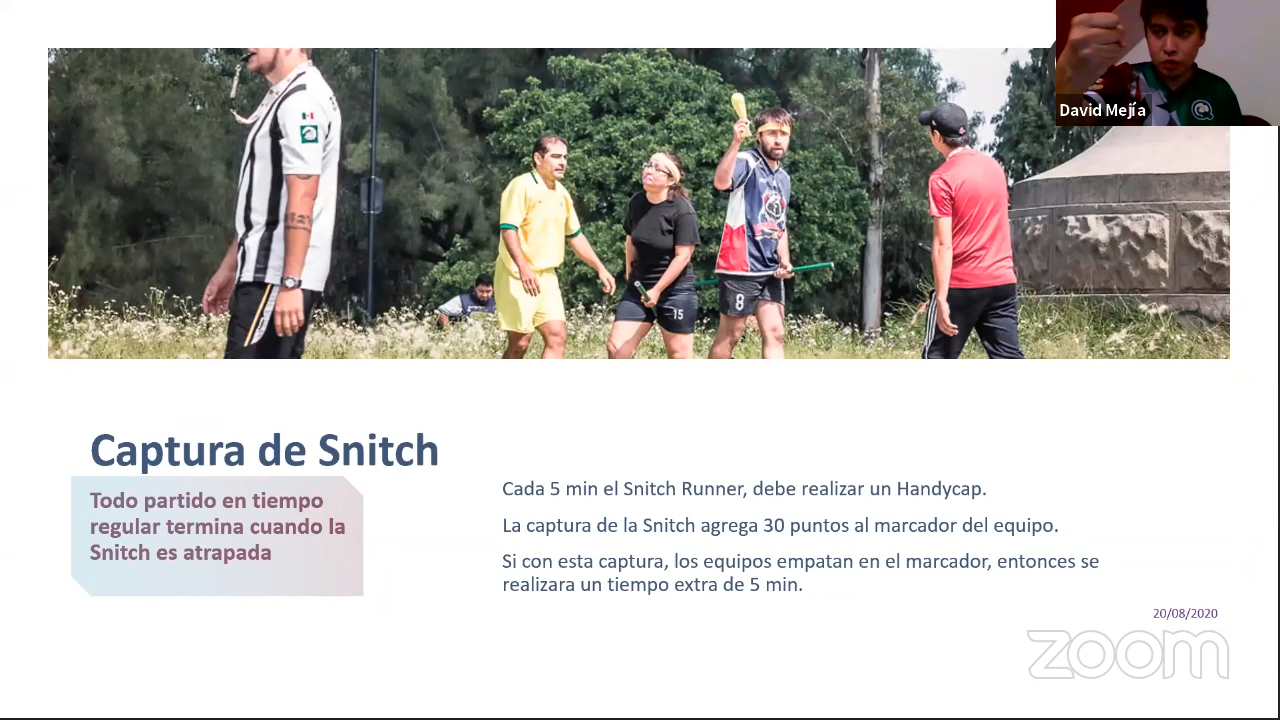 David Mejía
8
15
Captura de Snitch
Todo partido en tiempo
regular termina cuando la
Snitch es atrapada
Cada 5 min el Snitch Runner, debe realizar un Handycap.
La captura de la Snitch agrega 30 puntos al marcador del equipo.
Si con esta captura, los equipos empatan en el marcador, entonces se
realizara un tiempo extra de 5 min.
20/08/2020
zoom